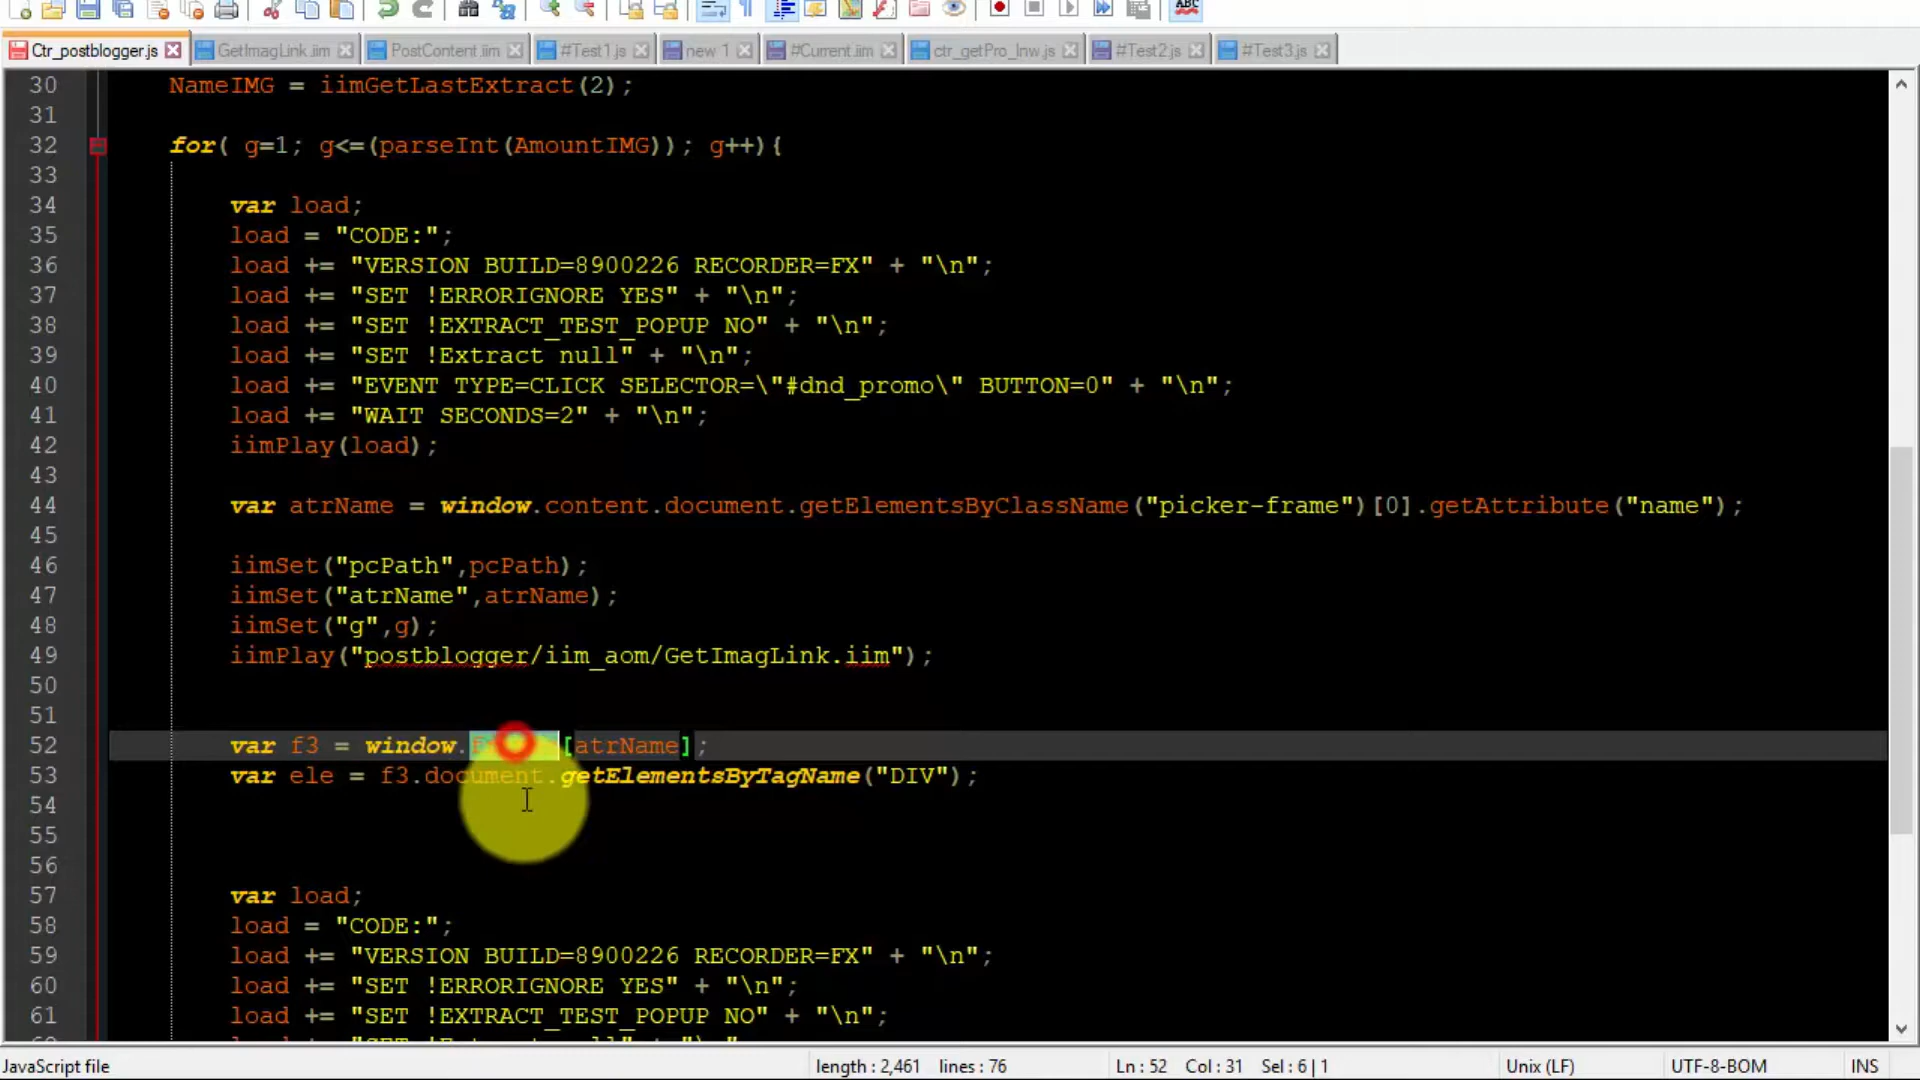 Ctr_postblogger.js GetImagLink.iim PostContent.iim #Test1.js new 1 #Current.iim ctr_getPro_lnw.js #Test2.js #Test3.js
30 NameIMG = iimGetLastExtract(2);
31
32 for( g=1; g<=(parseInt(AmountIMG)); g++){
33
34 var load;
35 load = "CODE:";
36 load += "VERSION BUILD=8900226 RECORDER=FX" + "\n";
37 load += "SET !ERRORIGNORE YES" + "\n";
38 load += "SET !EXTRACT_TEST_POPUP NO" + "\n";
39 load += "SET !Extract null" + "\n";
40 load += "EVENT TYPE=CLICK SELECTOR=\"#dnd_promo\" BUTTON=0" + "\n";
41 load += "WAIT SECONDS=2" + "\n";
42 iimPlay(load);
43
44 var atrName = window.content.document.getElementsByClassName("picker-frame")[0].getAttribute("name");
45
46 iimSet("pcPath",pcPath);
47 iimSet("atrName",atrName);
48 iimSet("g",g);
49 iimPlay("postblogger/iim_aom/GetImagLink.iim");
50
51
52 var f3 = window. [atrName];
53 var ele = f3.document.getElementsByTagName("DIV");
54
55
56
57 var load;
58 load = "CODE:";
59 load += "VERSION BUILD=8900226 RECORDER=FX" + "\n";
60 load += "SET !ERRORIGNORE YES" + "\n";
61 load += "SET !EXTRACT_TEST_POPUP NO" + "\n";
JavaScript file length : 2,461 lines : 76 Ln : 52 Col : 31 Sel : 6 | 1 Unix (LF) UTF-8-BOM INS